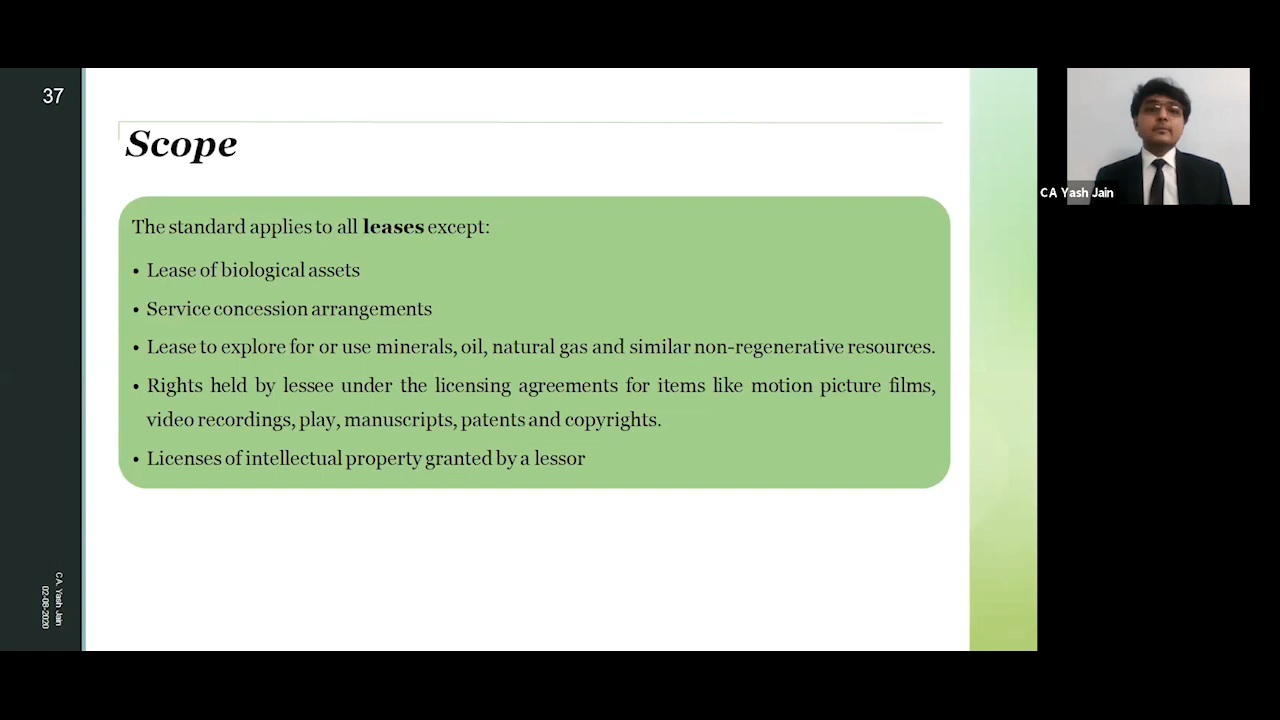 37
Scope
The standard applies to all leases except:
• Lease of biological assets
• Service concession arrangements
• Lease to explore for or use minerals, oil, natural gas and similar non-regenerative resources.
• Rights held by lessee under the licensing agreements for items like motion picture films,
video recordings, play, manuscripts, patents and copyrights.
• Licenses of intellectual property granted by a lessor
CA Yash Jain
C.A. Yash Jain
02-08-2020